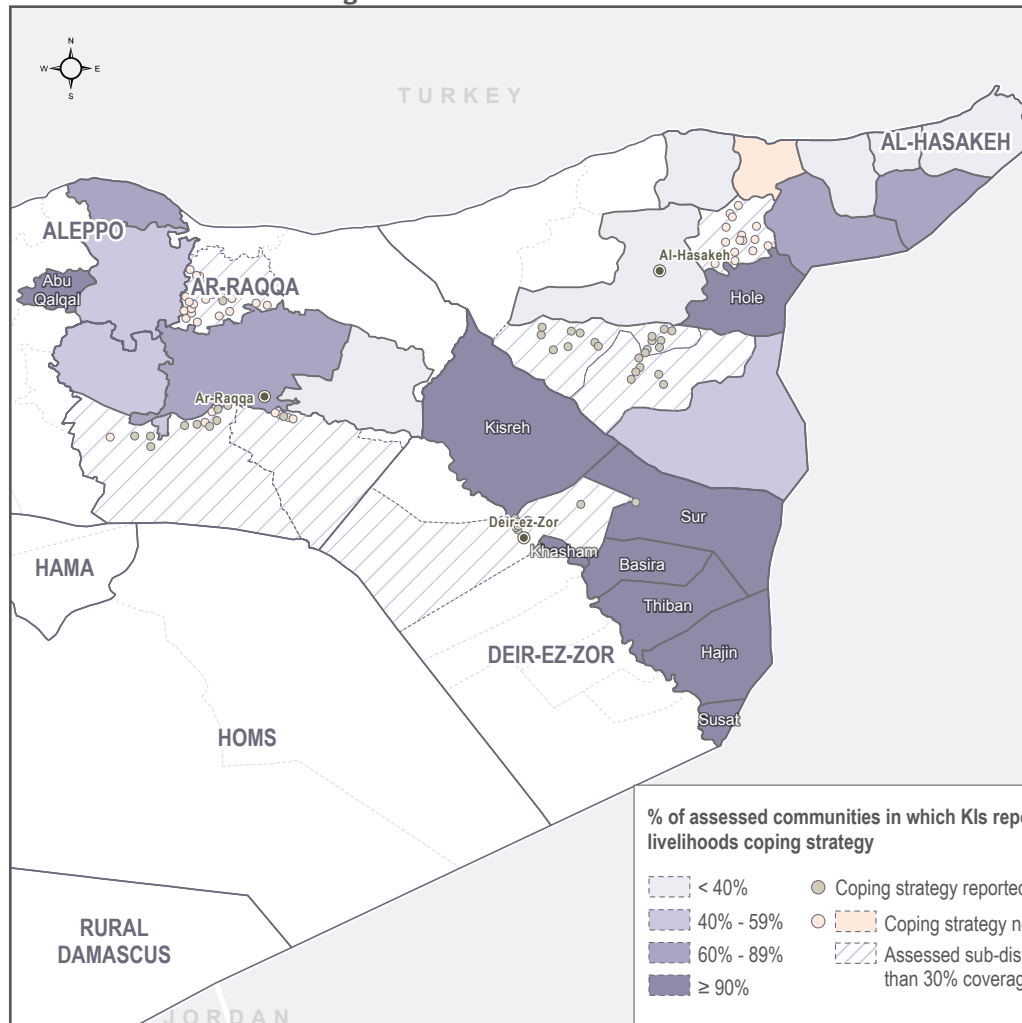 N
W E
S
TURKEY
AL-HASAKEH
ALEPPO
Al-Hasakeh
Abu
Qalqal
AR-RAQQA
Hole
Ar-Raqqa
Kisreh
Sur
Deir-ez-Zor
Khasham
Basira
HAMA
Thiban
DEIR-EZ-ZOR
Hajin
Susat
HOMS
% of assessed communities in which KIs repo
livelihoods coping strategy
< 40%
40% - 59%
60% - 89%
≥ 90%
Coping strategy reported
Coping strategy n
Assessed sub-dis
than 30% coverag
RURAL
DAMASCUS
JORDAN